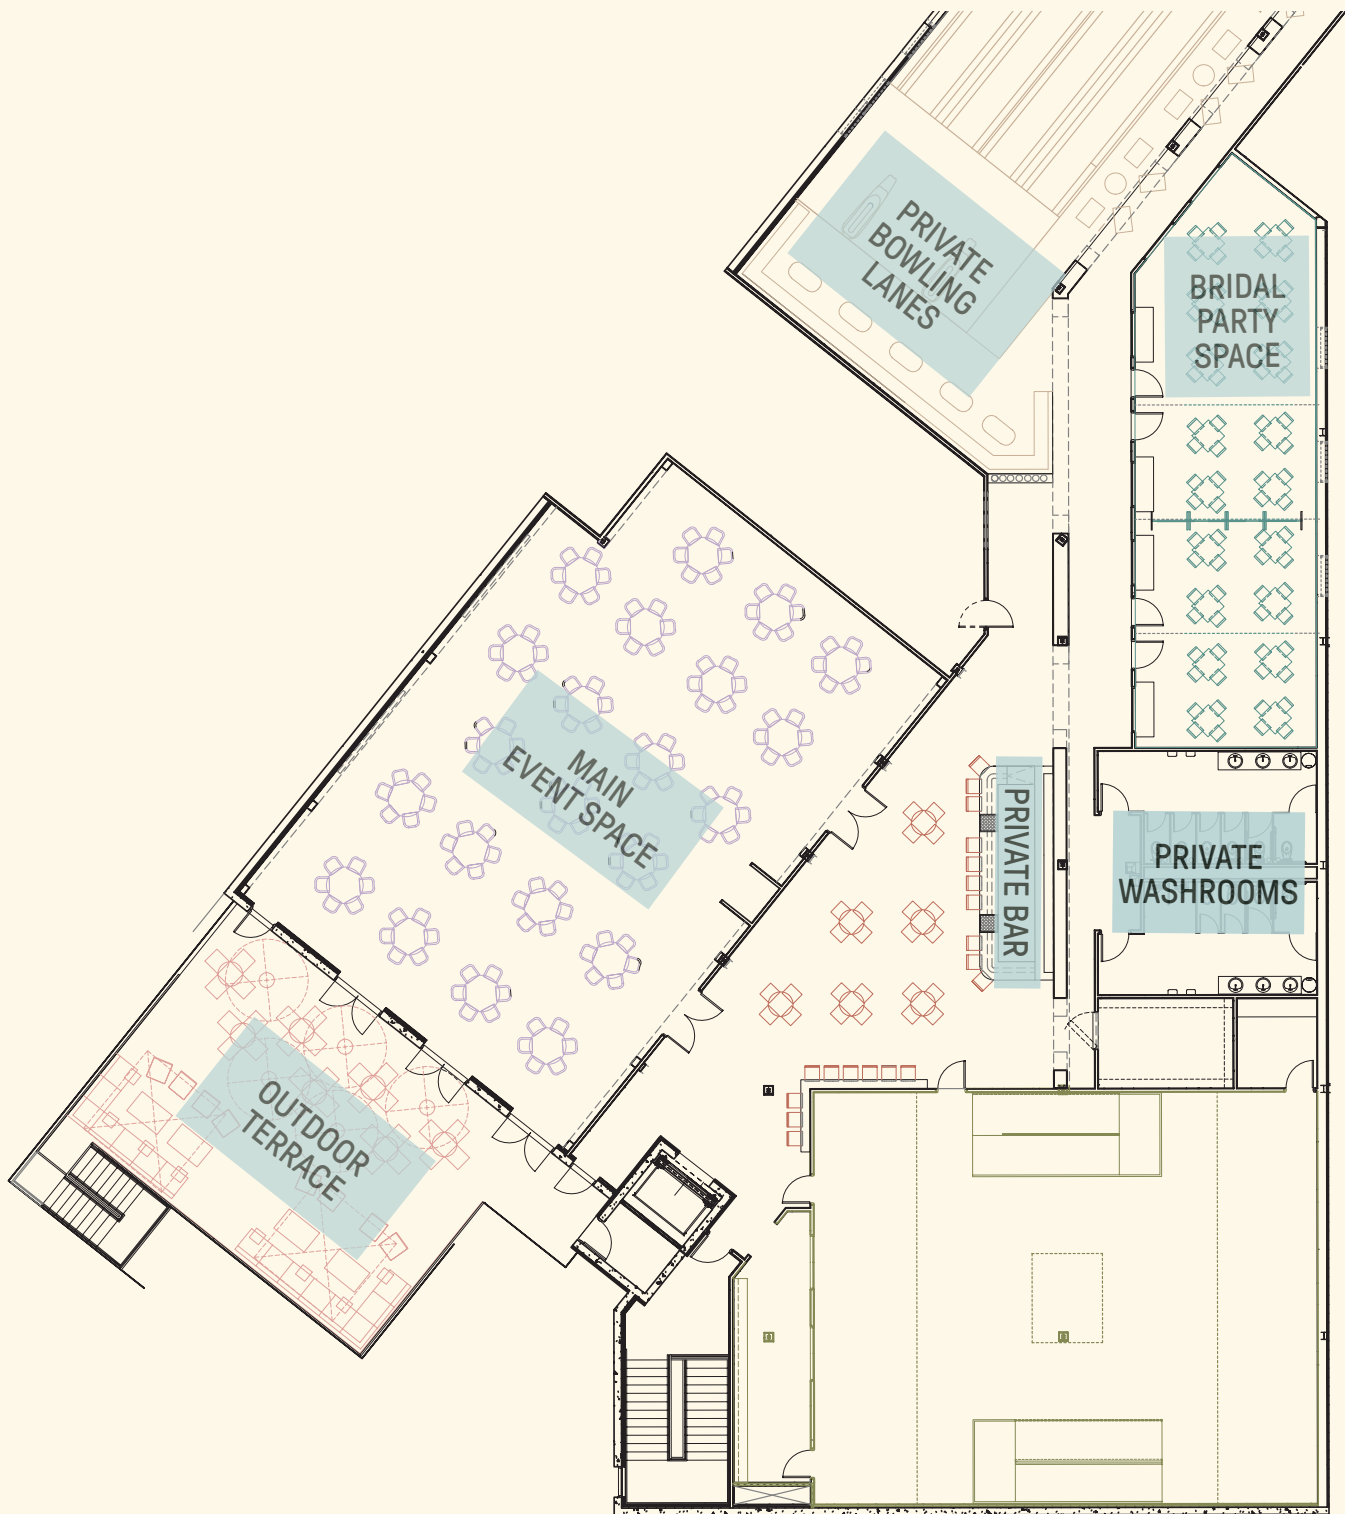 PRIVATE
BOWLING
LANES
BRIDAL
PARTY
SPACE
MAIN
EVENT SPACE
PRIVATE BAR
PRIVATE
WASHROOMS
OUTDOOR
TERRACE